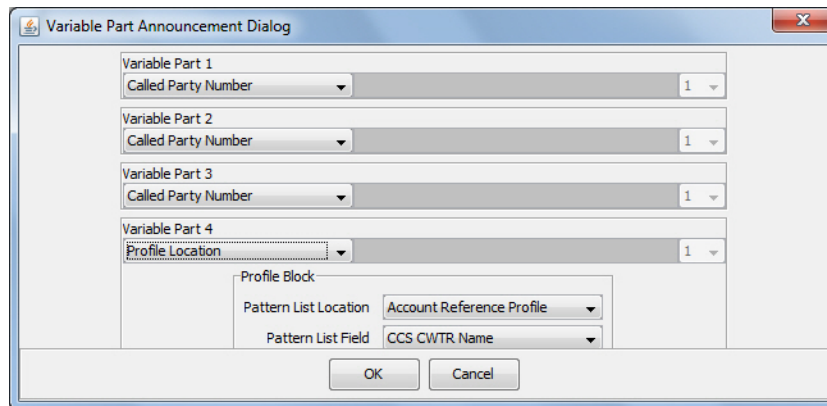 Variable Part Announcement Dialog
Variable Part 1
Called Party Number 1
Variable Part 2
Called Party Number 1
Variable Part 3
Called Party Number 1
Variable Part 4
Profile Location 1
Profile Block
Pattern List Location Account Reference Profile
Pattern List Field CCS CWTR Name
OK Cancel